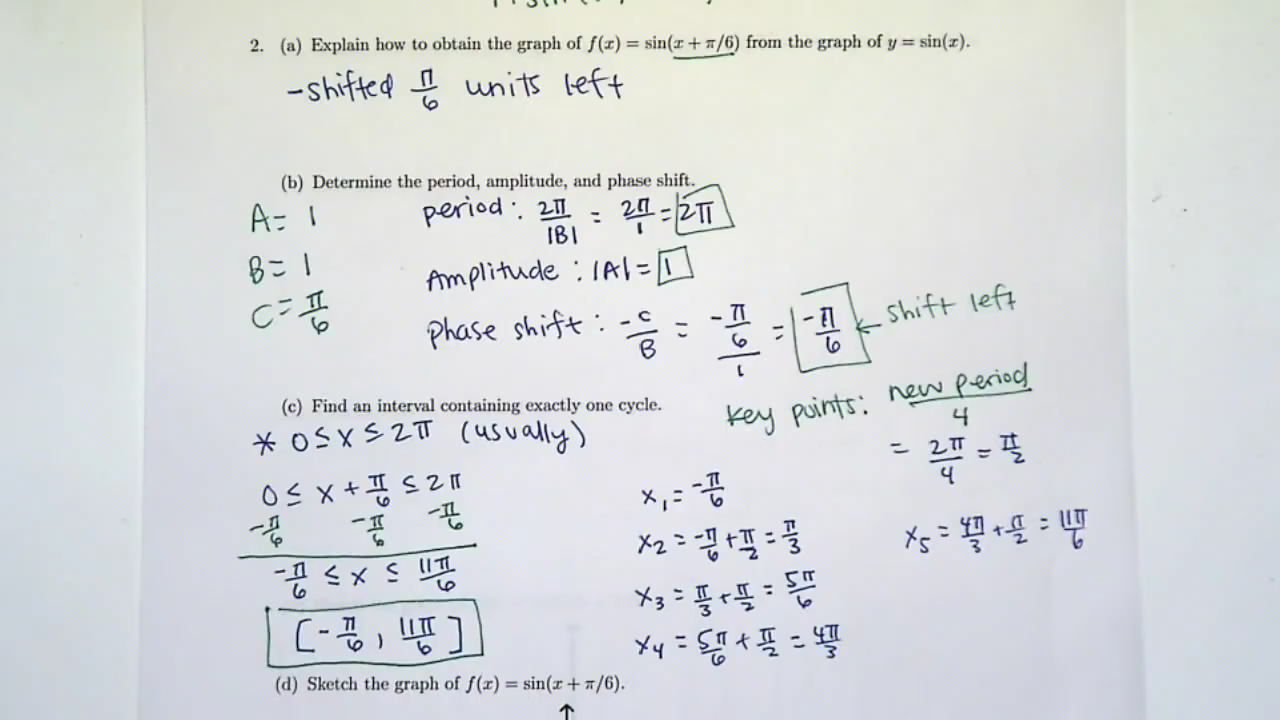 2. (a) Explain how to obtain the graph of f(x) = sin(x + π/6) from the graph of y = sin(x).
-shifted π/6 units left
(b) Determine the period, amplitude, and phase shift.
A = 1
period: 2π/|B| = 2π/1 = 2π
B = 1
Amplitude: |A| = 1
C = π/6
phase shift: -C/B = (-π/6)/1 = -π/6 ← shift left
(c) Find an interval containing exactly one cycle.
key points: new period/4
* 0 ≤ x ≤ 2π (usually)
= 2π/4 = π/2
0 ≤ x + π/6 ≤ 2π
-π/6 -π/6 -π/6
-π/6 ≤ x ≤ 11π/6
[-π/6, 11π/6]
x₁ = -π/6
x₂ = -π/6 + π/2 = π/3
x₃ = π/3 + π/2 = 5π/6
x₄ = 5π/6 + π/2 = 4π/3
x₅ = 4π/3 + π/2 = 11π/6
(d) Sketch the graph of f(x) = sin(x + π/6).